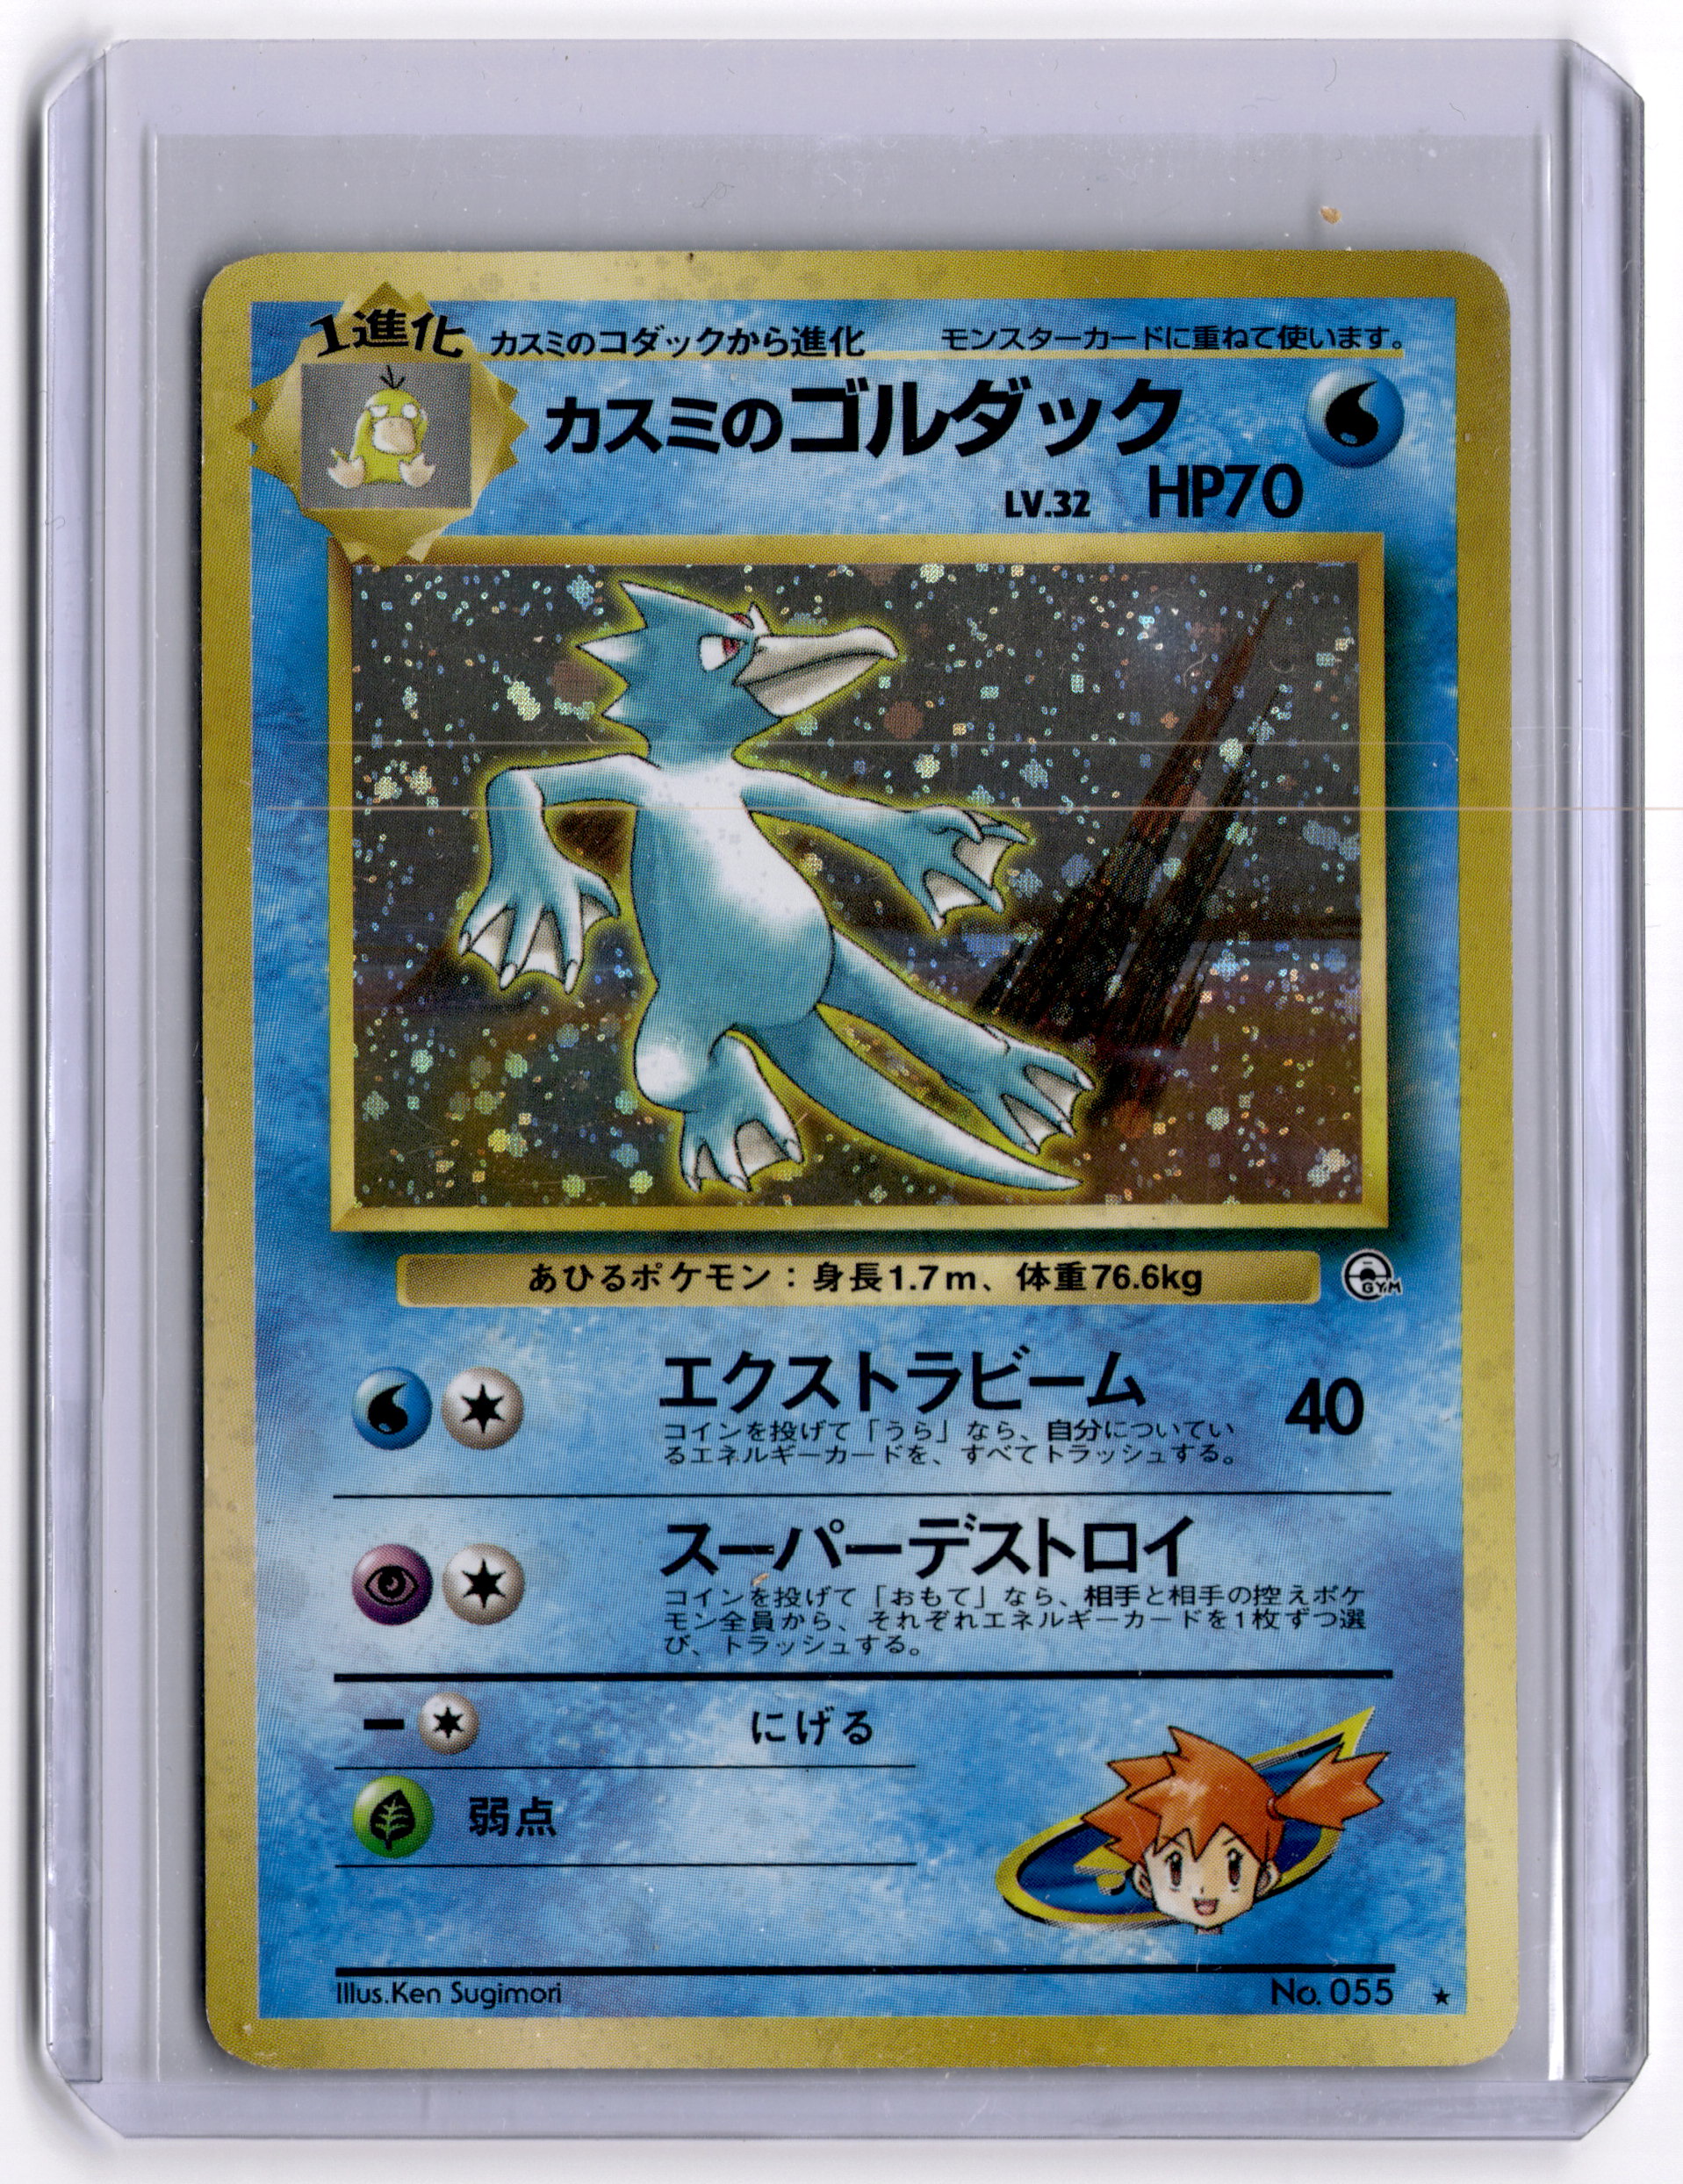 1進化 カスミのコダックから進化 モンスターカードに重ねて使います。
カスミのゴルダック
LV.32 HP70
あひるポケモン：身長1.7m、体重76.6kg
GYM
エクストラビーム 40
コインを投げて「うら」なら、自分についてい
るエネルギーカードを、すべてトラッシュする。
スーパーデストロイ
コインを投げて「おもて」なら、相手と相手の控えポケ
モン全員から、それぞれエネルギーカードを1枚ずつ選
び、トラッシュする。
にげる
弱点
Illus.Ken Sugimori No. 055 ★